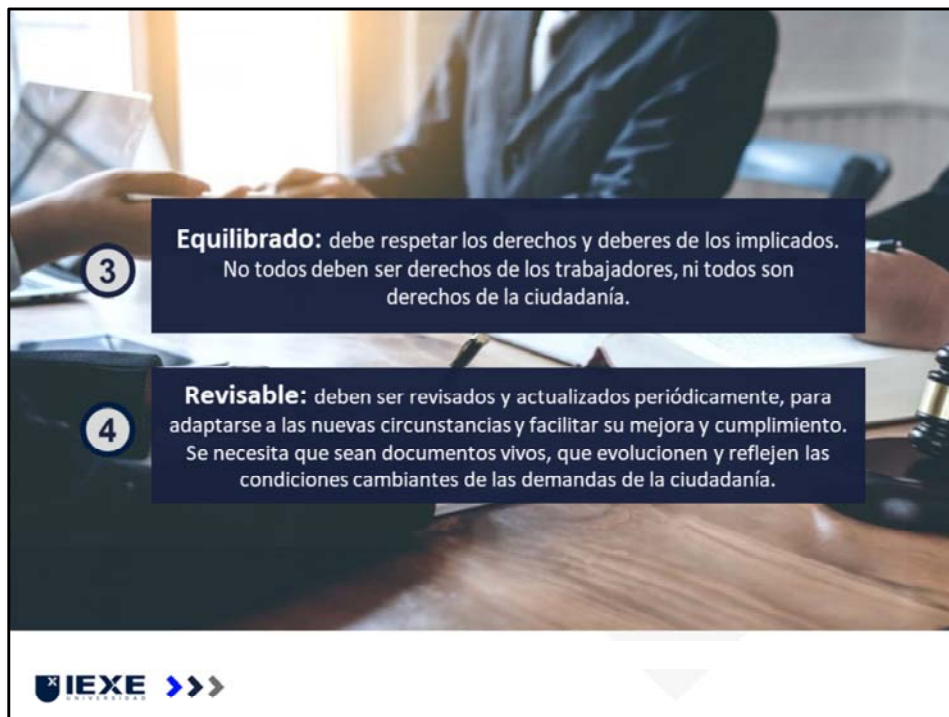 3
Equilibrado: debe respetar los derechos y deberes de los implicados.
No todos deben ser derechos de los trabajadores, ni todos son
derechos de la ciudadanía.
4
Revisable: deben ser revisados y actualizados periódicamente, para
adaptarse a las nuevas circunstancias y facilitar su mejora y cumplimiento.
Se necesita que sean documentos vivos, que evolucionen y reflejen las
condiciones cambiantes de las demandas de la ciudadanía.
IEXE
UNIVERSIDAD